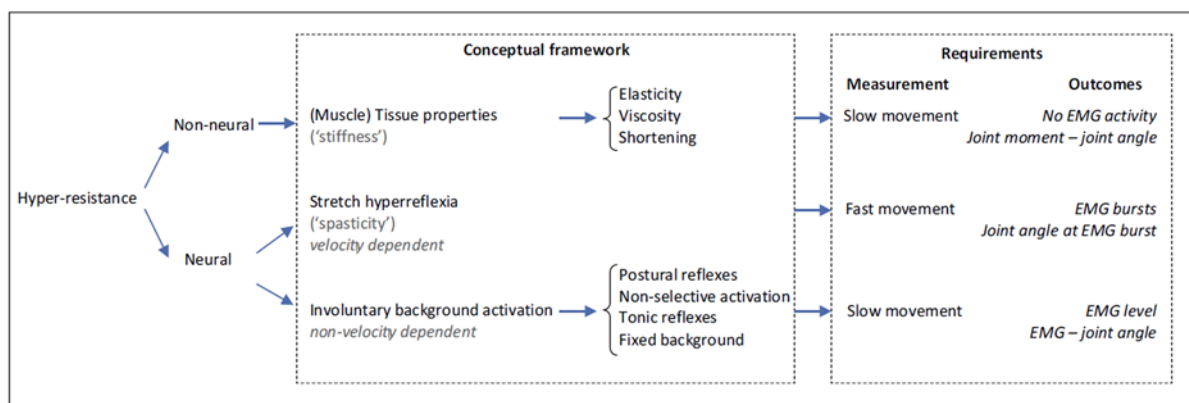 Conceptual framework
Requirements
Measurement Outcomes
Hyper-resistance
Non-neural
(Muscle) Tissue properties
('stiffness')
Elasticity
Viscosity
Shortening
Slow movement
No EMG activity
Joint moment – joint angle
Neural
Stretch hyperreflexia
('spasticity')
velocity dependent
Fast movement
EMG bursts
Joint angle at EMG burst
Involuntary background activation
non-velocity dependent
Postural reflexes
Non-selective activation
Tonic reflexes
Fixed background
Slow movement
EMG level
EMG – joint angle